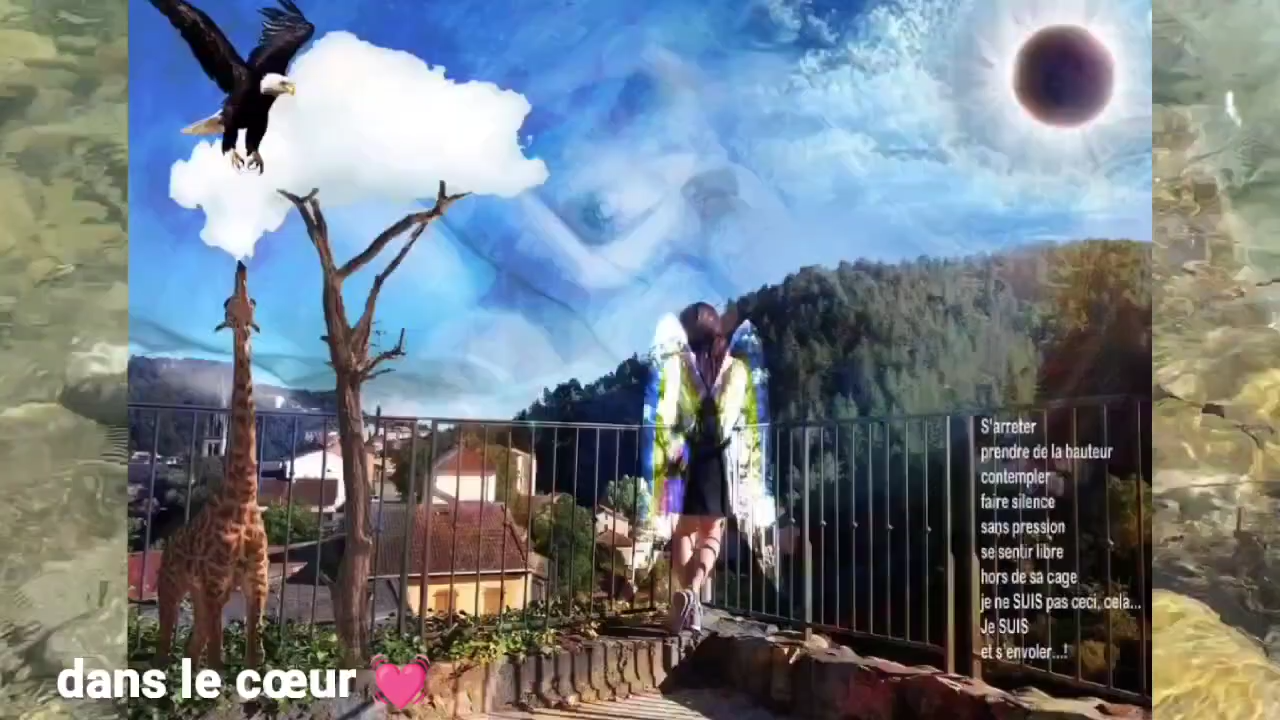 S'arreter
prendre de la hauteur
contempler
faire silence
sans pression
se sentir libre
hors de sa cage
je ne SUIS pas ceci, cela...
Je SUIS
et s'envoler...!
dans le cœur 💓